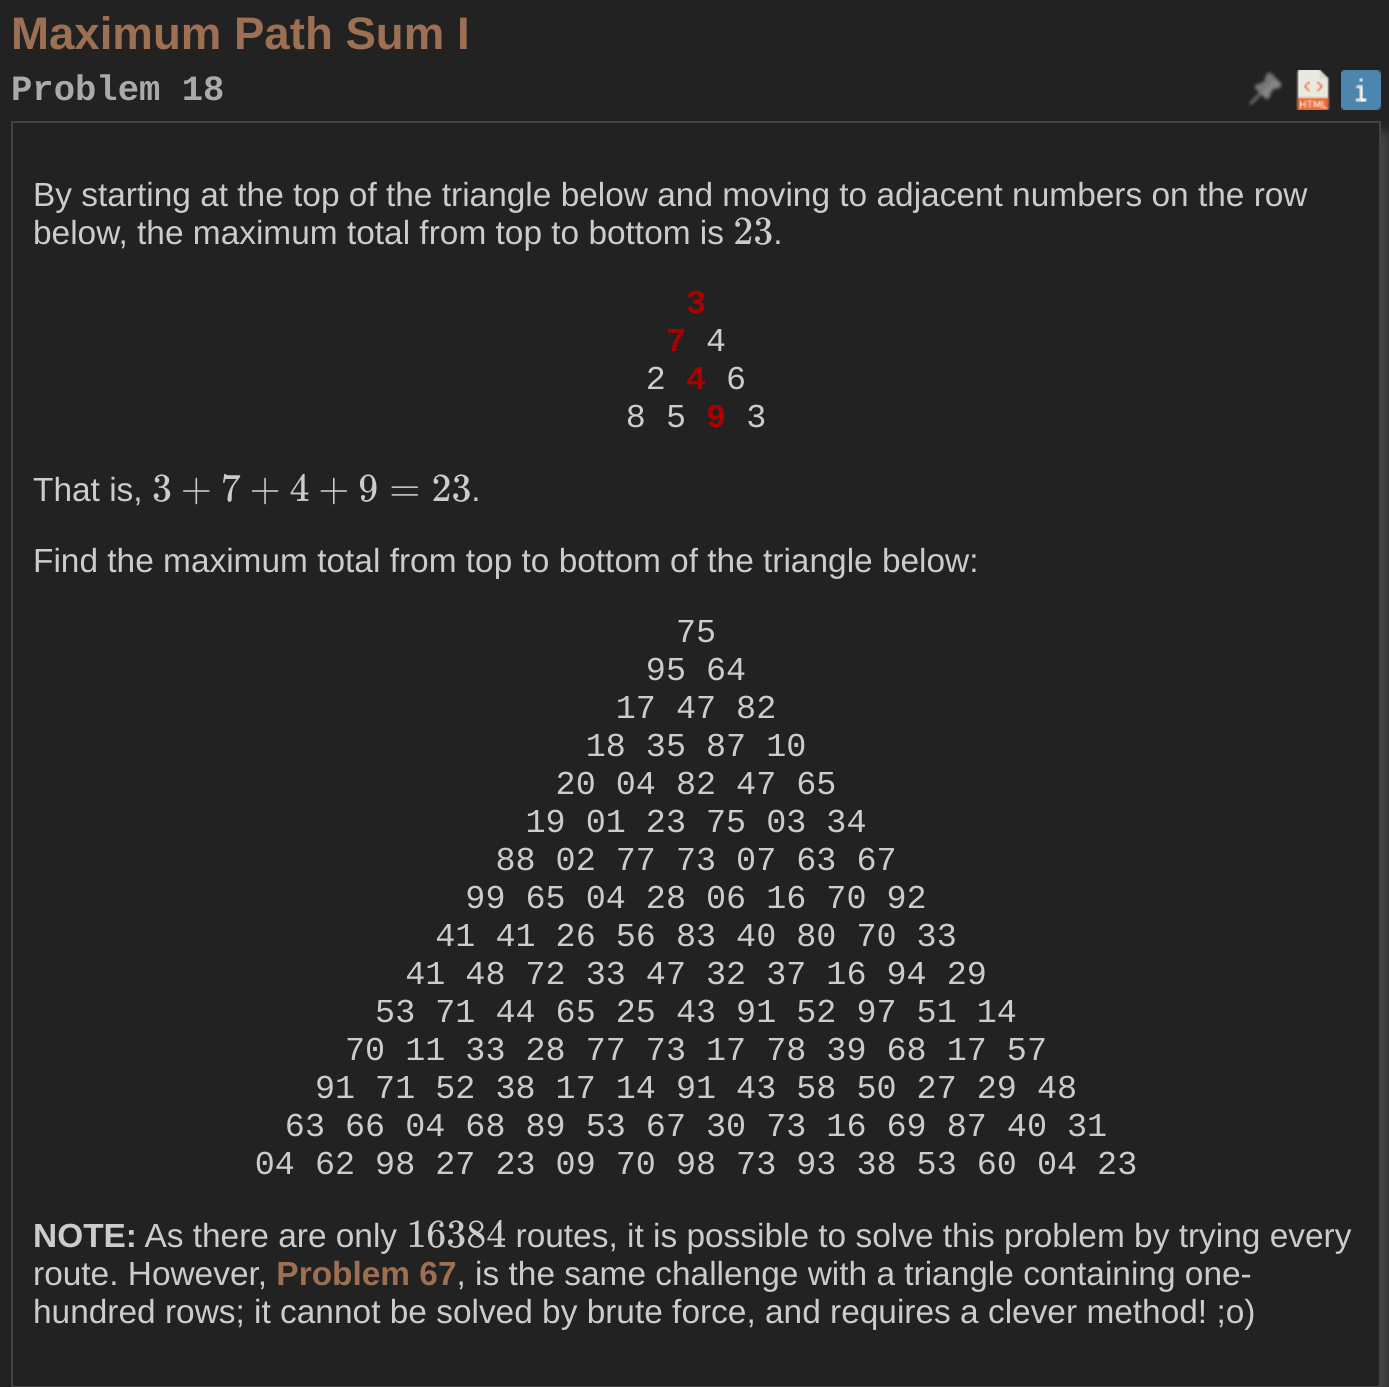 Maximum Path Sum I
Problem 18
HTML
i
By starting at the top of the triangle below and moving to adjacent numbers on the row
below, the maximum total from top to bottom is 23.
3
7 4
2 4 6
8 5 9 3
That is, 3 + 7 + 4 + 9 = 23.
Find the maximum total from top to bottom of the triangle below:
75
95 64
17 47 82
18 35 87 10
20 04 82 47 65
19 01 23 75 03 34
88 02 77 73 07 63 67
99 65 04 28 06 16 70 92
41 41 26 56 83 40 80 70 33
41 48 72 33 47 32 37 16 94 29
53 71 44 65 25 43 91 52 97 51 14
70 11 33 28 77 73 17 78 39 68 17 57
91 71 52 38 17 14 91 43 58 50 27 29 48
63 66 04 68 89 53 67 30 73 16 69 87 40 31
04 62 98 27 23 09 70 98 73 93 38 53 60 04 23
NOTE: As there are only 16384 routes, it is possible to solve this problem by trying every
route. However, Problem 67, is the same challenge with a triangle containing one-
hundred rows; it cannot be solved by brute force, and requires a clever method! ;o)